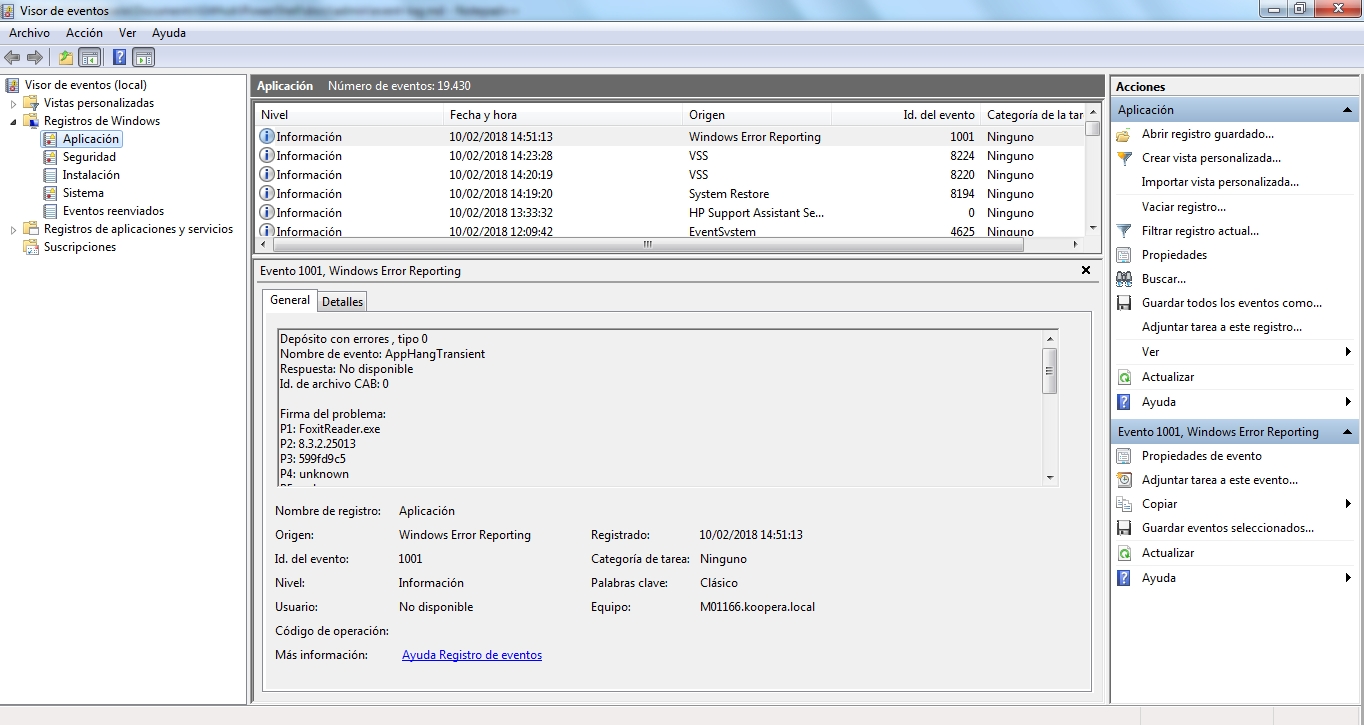 Visor de eventos
Archivo Acción Ver Ayuda
Visor de eventos (local)
Vistas personalizadas
Registros de Windows
Aplicación
Seguridad
Instalación
Sistema
Eventos reenviados
Registros de aplicaciones y servicios
Suscripciones
Aplicación Número de eventos: 19.430
Nivel Fecha y hora Origen Id. del evento Categoría de la tar
Información 10/02/2018 14:51:13 Windows Error Reporting 1001 Ninguno
Información 10/02/2018 14:23:28 VSS 8224 Ninguno
Información 10/02/2018 14:20:19 VSS 8220 Ninguno
Información 10/02/2018 14:19:20 System Restore 8194 Ninguno
Información 10/02/2018 13:33:32 HP Support Assistant Se... 0 Ninguno
Información 10/02/2018 12:09:42 EventSystem 4625 Ninguno
Evento 1001, Windows Error Reporting
General Detalles
Depósito con errores , tipo 0
Nombre de evento: AppHangTransient
Respuesta: No disponible
Id. de archivo CAB: 0
Firma del problema:
P1: FoxitReader.exe
P2: 8.3.2.25013
P3: 599fd9c5
P4: unknown
Nombre de registro: Aplicación
Origen: Windows Error Reporting Registrado: 10/02/2018 14:51:13
Id. del evento: 1001 Categoría de tarea: Ninguno
Nivel: Información Palabras clave: Clásico
Usuario: No disponible Equipo: M01166.koopera.local
Código de operación:
Más información: Ayuda Registro de eventos
Acciones
Aplicación
Abrir registro guardado...
Crear vista personalizada...
Importar vista personalizada...
Vaciar registro...
Filtrar registro actual...
Propiedades
Buscar...
Guardar todos los eventos como...
Adjuntar tarea a este registro...
Ver
Actualizar
Ayuda
Evento 1001, Windows Error Reporting
Propiedades de evento
Adjuntar tarea a este evento...
Copiar
Guardar eventos seleccionados...
Actualizar
Ayuda